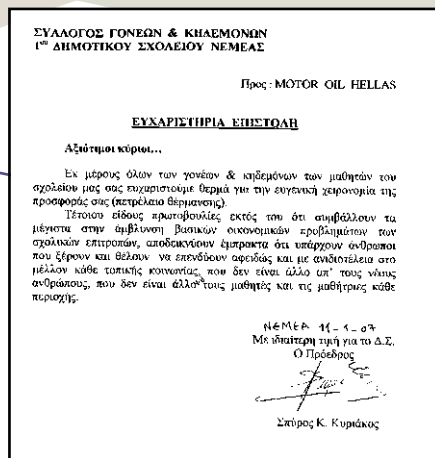 ΣΥΛΛΟΓΟΣ ΓΟΝΕΩΝ & ΚΗΔΕΜΟΝΩΝ
1ου ΔΗΜΟΤΙΚΟΥ ΣΧΟΛΕΙΟΥ ΝΕΜΕΑΣ
Προς : MOTOR OIL HELLAS
ΕΥΧΑΡΙΣΤΗΡΙΑ ΕΠΙΣΤΟΛΗ
Αξιότιμοι κύριοι...,
Εκ μέρους όλων των γονέων & κηδεμόνων των μαθητών του
σχολείου μας σας ευχαριστούμε θερμά για την ευγενική χειρονομία της
προσφοράς σας (πετρέλαιο θέρμανσης).
Τέτοιου είδους πρωτοβουλίες εκτός του ότι συμβάλλουν τα
μέγιστα στην άμβλυνση βασικών οικονομικών προβλημάτων των
σχολικών επιτροπών, αποδεικνύουν έμπρακτα ότι υπάρχουν άνθρωποι
που ξέρουν και θέλουν να επενδύουν αφειδώς και με ανιδιοτέλεια στο
μέλλον κάθε τοπικής κοινωνίας, που δεν είναι άλλο απ' τους νέους
ανθρώπους, που δεν είναι άλλο τους μαθητές και τις μαθήτριες κάθε
περιοχής.
ΝΕΜΕΑ 11-1-07
Με ιδιαίτερη τιμή για το Δ.Σ.
Ο Πρόεδρος
Σπύρος Κ. Κυριάκος